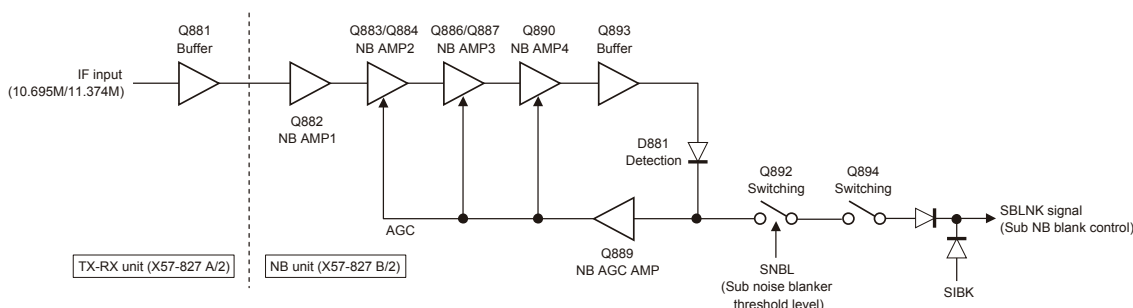 Q881
Buffer
Q883/Q884
NB AMP2
Q886/Q887
NB AMP3
Q890
NB AMP4
Q893
Buffer
IF input
(10.695M/11.374M)
Q882
NB AMP1
D881
Detection
Q892
Switching
Q894
Switching
SBLNK signal
(Sub NB blank control)
AGC
Q889
NB AGC AMP
SNBL
(Sub noise blanker
threshold level)
SIBK
TX-RX unit (X57-827 A/2)
NB unit (X57-827 B/2)